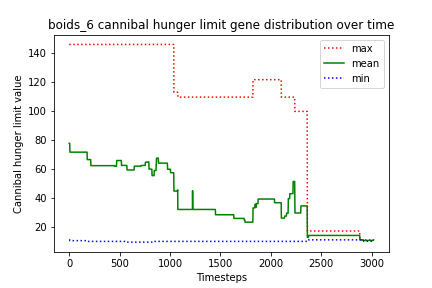 boids_6 cannibal hunger limit gene distribution over time
max
mean
min
Cannibal hunger limit value
140
120
100
80
60
40
20
0
500
1000
1500
2000
2500
3000
Timesteps